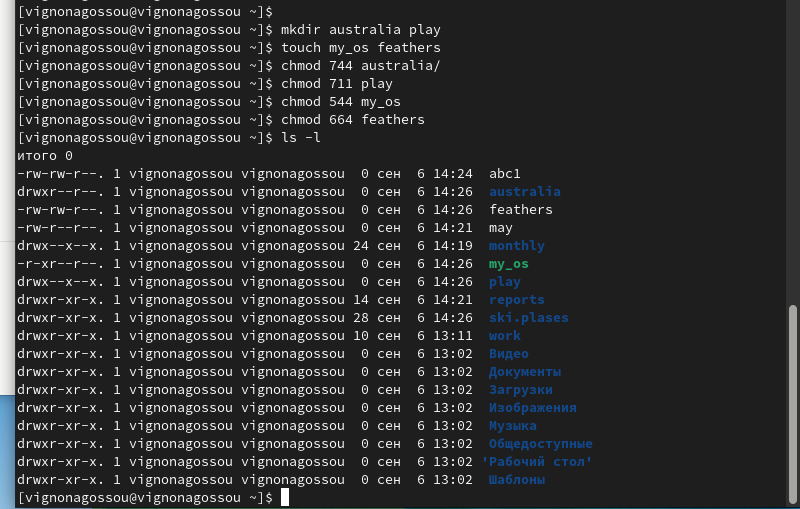 [vignonagossou@vignonagossou ~]$
[vignonagossou@vignonagossou ~]$ mkdir australia play
[vignonagossou@vignonagossou ~]$ touch my_os feathers
[vignonagossou@vignonagossou ~]$ chmod 744 australia/
[vignonagossou@vignonagossou ~]$ chmod 711 play
[vignonagossou@vignonagossou ~]$ chmod 544 my_os
[vignonagossou@vignonagossou ~]$ chmod 664 feathers
[vignonagossou@vignonagossou ~]$ ls -l
итого 0
-rw-rw-r--. 1 vignonagossou vignonagossou  0 сен  6 14:24  abc1
drwxr--r--. 1 vignonagossou vignonagossou  0 сен  6 14:26  australia
-rw-rw-r--. 1 vignonagossou vignonagossou  0 сен  6 14:26  feathers
-rw-r--r--. 1 vignonagossou vignonagossou  0 сен  6 14:21  may
drwx--x--x. 1 vignonagossou vignonagossou 24 сен  6 14:19  monthly
-r-xr--r--. 1 vignonagossou vignonagossou  0 сен  6 14:26  my_os
drwx--x--x. 1 vignonagossou vignonagossou  0 сен  6 14:26  play
drwxr-xr-x. 1 vignonagossou vignonagossou 14 сен  6 14:21  reports
drwxr-xr-x. 1 vignonagossou vignonagossou 28 сен  6 14:26  ski.plases
drwxr-xr-x. 1 vignonagossou vignonagossou 10 сен  6 13:11  work
drwxr-xr-x. 1 vignonagossou vignonagossou  0 сен  6 13:02  Видео
drwxr-xr-x. 1 vignonagossou vignonagossou  0 сен  6 13:02  Документы
drwxr-xr-x. 1 vignonagossou vignonagossou  0 сен  6 13:02  Загрузки
drwxr-xr-x. 1 vignonagossou vignonagossou  0 сен  6 13:02  Изображения
drwxr-xr-x. 1 vignonagossou vignonagossou  0 сен  6 13:02  Музыка
drwxr-xr-x. 1 vignonagossou vignonagossou  0 сен  6 13:02  Общедоступные
drwxr-xr-x. 1 vignonagossou vignonagossou  0 сен  6 13:02 'Рабочий стол'
drwxr-xr-x. 1 vignonagossou vignonagossou  0 сен  6 13:02  Шаблоны
[vignonagossou@vignonagossou ~]$